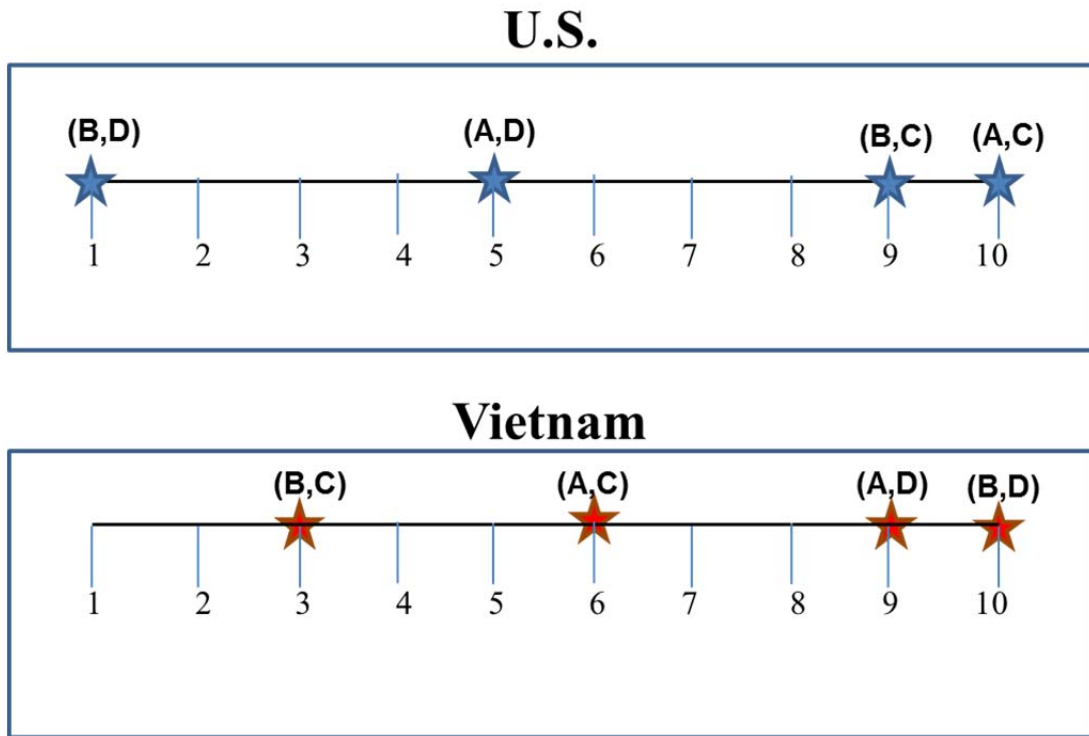 U.S.
(B,D) (A,D) (B,C) (A,C)
1 2 3 4 5 6 7 8 9 10
Vietnam
(B,C) (A,C) (A,D) (B,D)
1 2 3 4 5 6 7 8 9 10